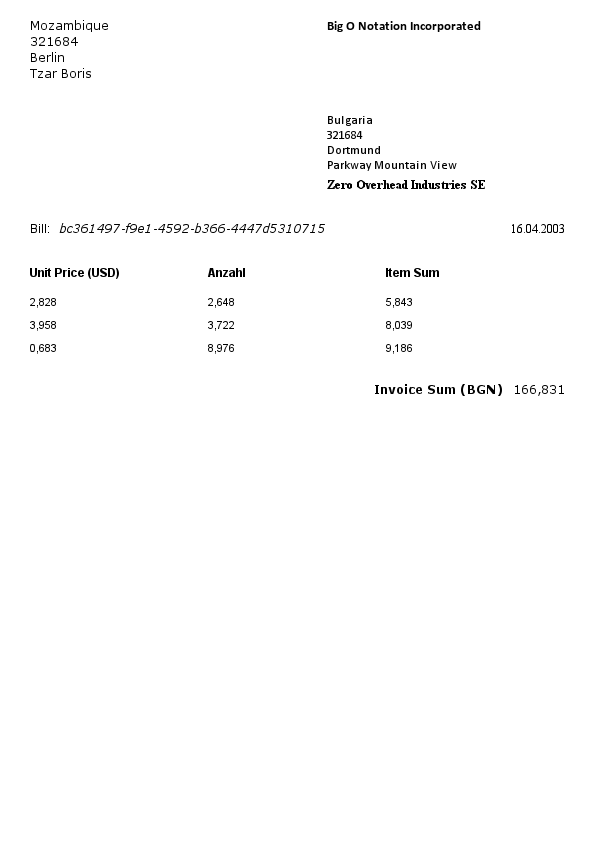 Mozambique
321684
Berlin
Tzar Boris
Big O Notation Incorporated
Bulgaria
321684
Dortmund
Parkway Mountain View
Zero Overhead Industries SE
Bill: bc361497-f9e1-4592-b366-4447d5310715 16.04.2003
Unit Price (USD) Anzahl Item Sum
2,828 2,648 5,843
3,958 3,722 8,039
0,683 8,976 9,186
Invoice Sum (BGN) 166,831